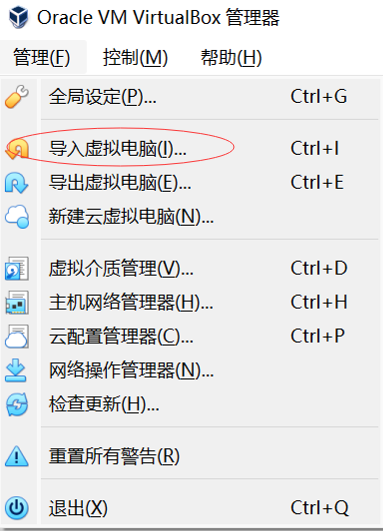 Oracle VM VirtualBox 管理器
管理(F) 控制(M) 帮助(H)
全局设定(P)... Ctrl+G
导入虚拟电脑(I)... Ctrl+I
导出虚拟电脑(E)... Ctrl+E
新建云虚拟电脑(N)...
虚拟介质管理(V)... Ctrl+D
主机网络管理器(H)... Ctrl+H
云配置管理器(C)... Ctrl+P
网络操作管理器(N)...
检查更新(H)...
重置所有警告(R)
退出(X) Ctrl+Q